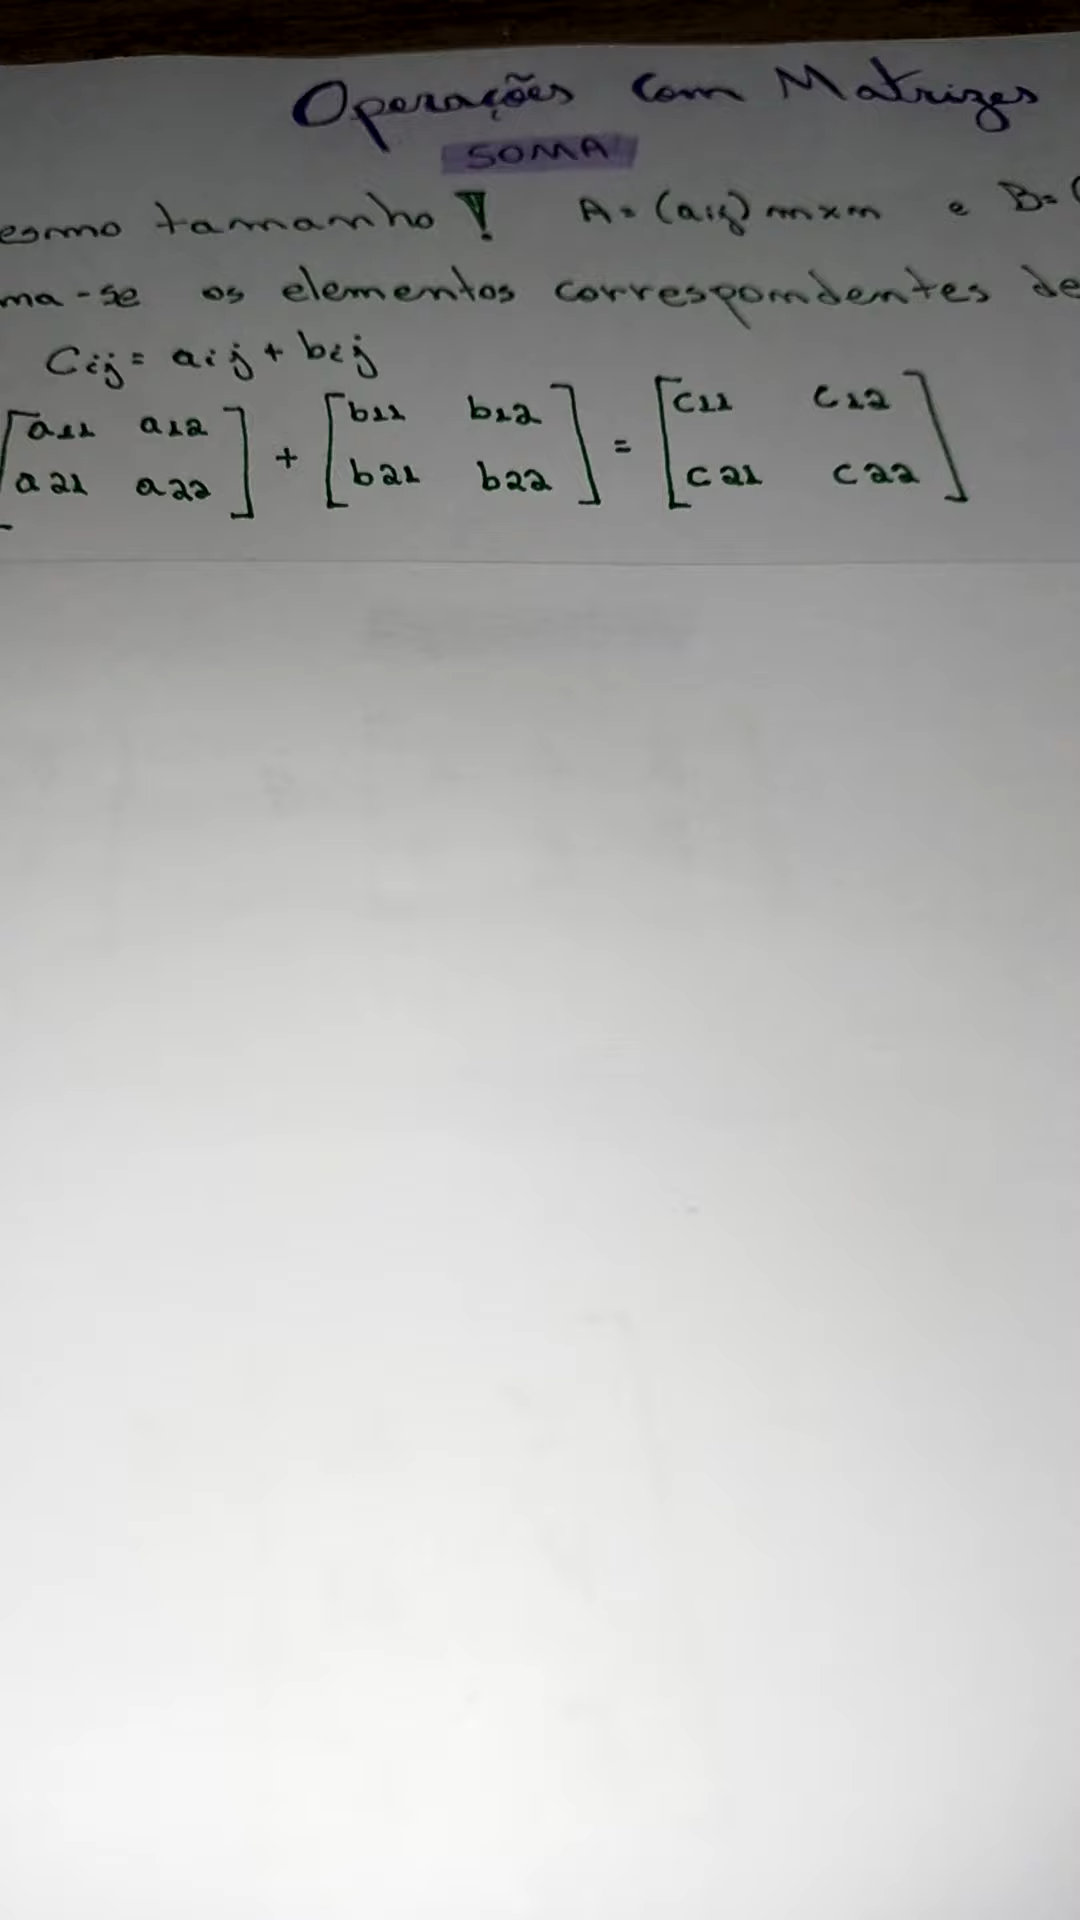 Operações com Matrizes
SOMA
esmo tamanho! A = (aij) mxn e B = (
ma-se os elementos correspondentes de
Cij = aij + bij
[a11 a12] + [b11 b12] = [c11 c12]
[a21 a22] [b21 b22] [c21 c22]